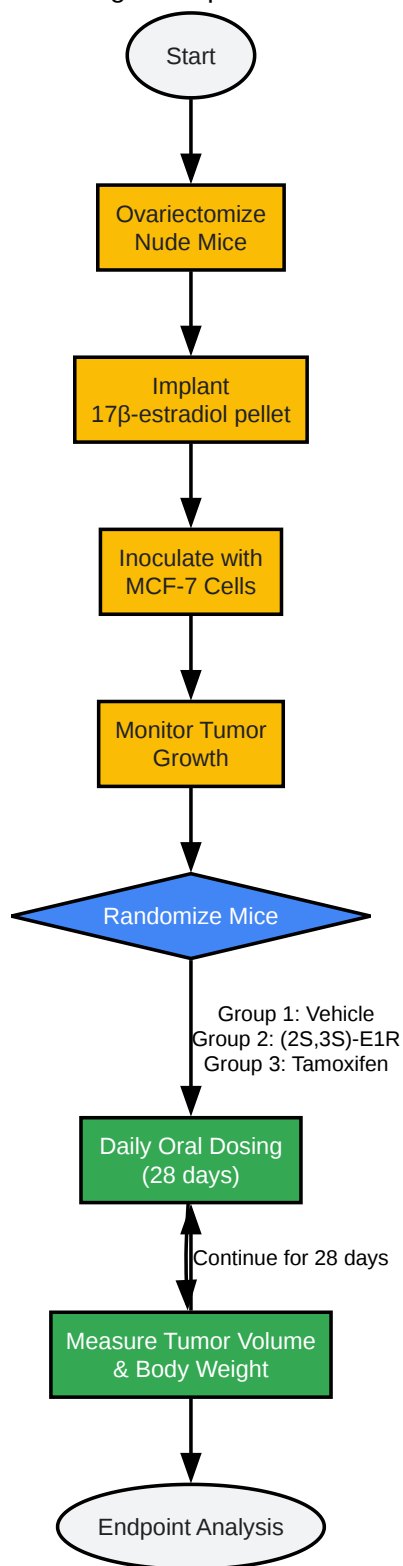 Start
Ovariectomize
Nude Mice
Implant
17β-estradiol pellet
Inoculate with
MCF-7 Cells
Monitor Tumor
Growth
Randomize Mice
Group 1: Vehicle
Group 2: (2S,3S)-E1R
Group 3: Tamoxifen
Daily Oral Dosing
(28 days)
Continue for 28 days
Measure Tumor Volume
& Body Weight
Endpoint Analysis